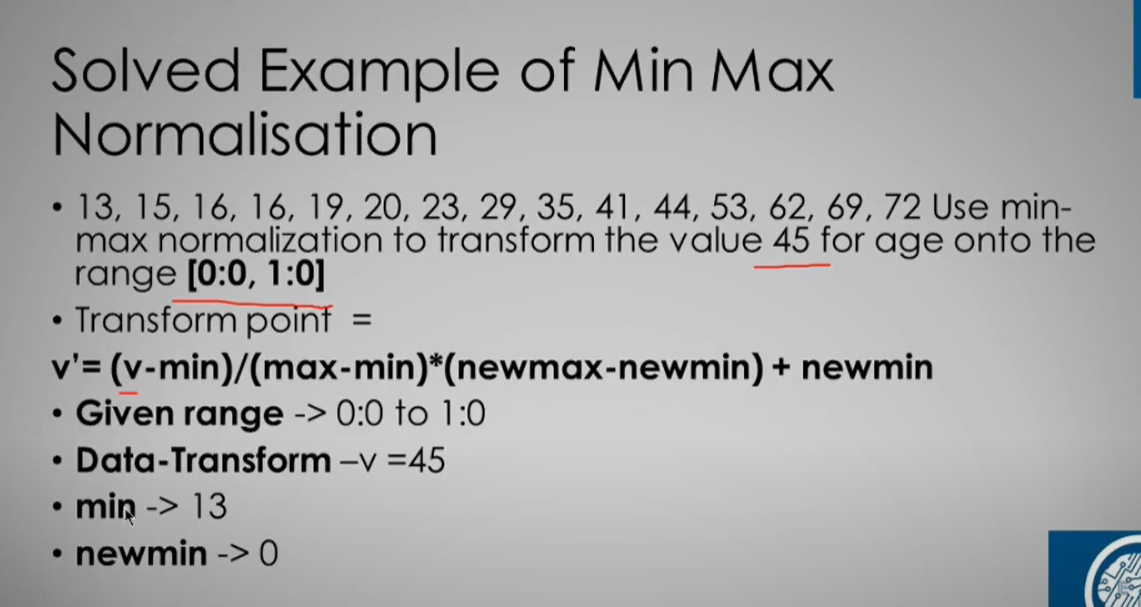 Solved Example of Min Max
Normalisation
• 13, 15, 16, 16, 19, 20, 23, 29, 35, 41, 44, 53, 62, 69, 72 Use min-
max normalization to transform the value 45 for age onto the
range [0:0, 1:0]
• Transform point =
v'= (v-min)/(max-min)*(newmax-newmin) + newmin
• Given range -> 0:0 to 1:0
• Data-Transform –v =45
• min -> 13
• newmin -> 0